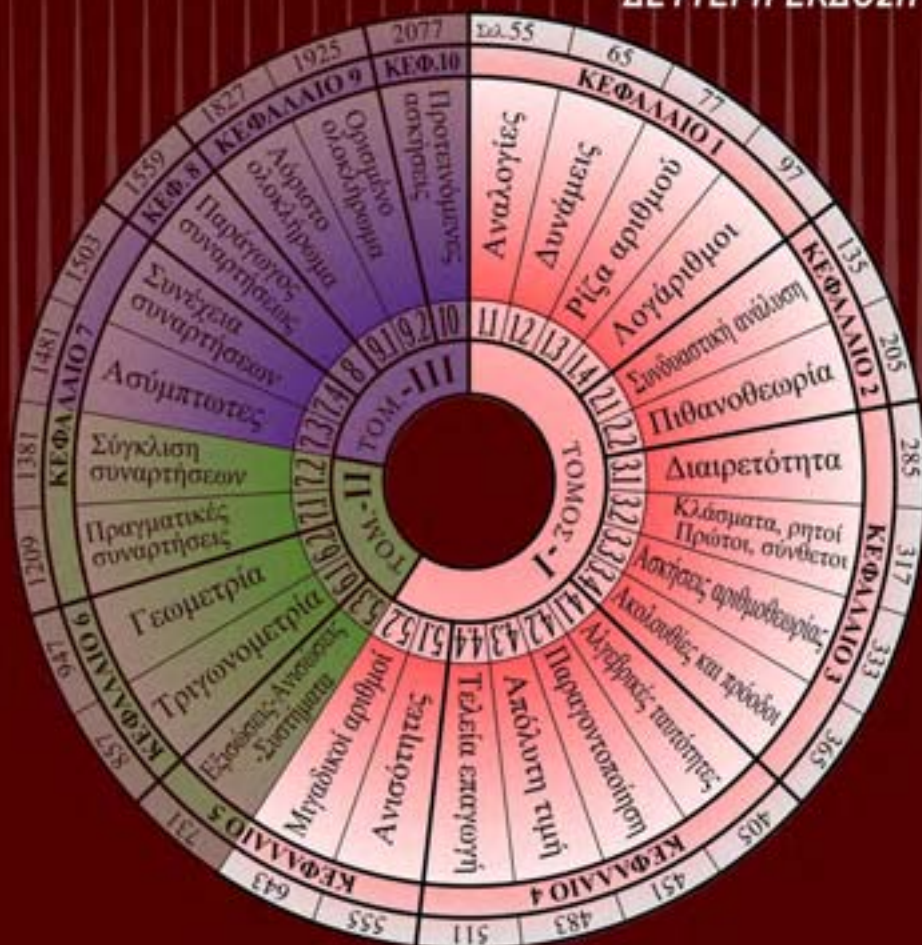 ΔΕΥΤΕΡΗ ΕΚΔΟΣΗ
Σελ.55
65
77
97
135
205
285
317
333
365
405
451
483
511
555
643
731
857
947
1209
1381
1481
1503
1559
1827
1925
2077
ΚΕΦΑΛΑΙΟ 1
ΚΕΦΑΛΑΙΟ 2
ΚΕΦΑΛΑΙΟ 3
ΚΕΦΑΛΑΙΟ 4
ΚΕΦΑΛΑΙΟ 5
ΚΕΦΑΛΑΙΟ 6
ΚΕΦΑΛΑΙΟ 7
ΚΕΦ. 8
ΚΕΦΑΛΑΙΟ 9
ΚΕΦ.10
Αναλογίες
Δυνάμεις
Ρίζα αριθμού
Λογάριθμοι
Συνδυαστική ανάλυση
Πιθανοθεωρία
Διαιρετότητα
Κλάσματα, ρητοί
Πρώτοι, σύνθετοι
Ασκήσεις αριθμοθεωρίας
Ακολουθίες και πρόοδοι
Αλγεβρικές ταυτότητες
Παραγοντοποίηση
Απόλυτη τιμή
Τελεία επαγωγή
Ανισότητες
Μιγαδικοί αριθμοί
Εξισώσεις-Ανισώσεις
-Συστήματα
Τριγωνομετρία
Γεωμετρία
Πραγματικές
συναρτήσεις
Σύγκλιση
συναρτήσεων
Ασύμπτωτες
Συνέχεια
συναρτήσεων
Παράγωγος
συναρτήσεως
Αόριστο
ολοκλήρωμα
Ορισμένο
ολοκλήρωμα
Προτεινόμενες
ασκήσεις
1.1
1.2
1.3
1.4
2.1
2.2
3.1
3.2
3.3
3.4
4.1
4.2
4.3
4.4
5.1
5.2
5.3
6.1
6.2
7.1
7.2
7.3
7.4
8
9.1
9.2
10
ΤΟΜΟΣ-I
ΤΟΜ.-II
ΤΟΜ.-III